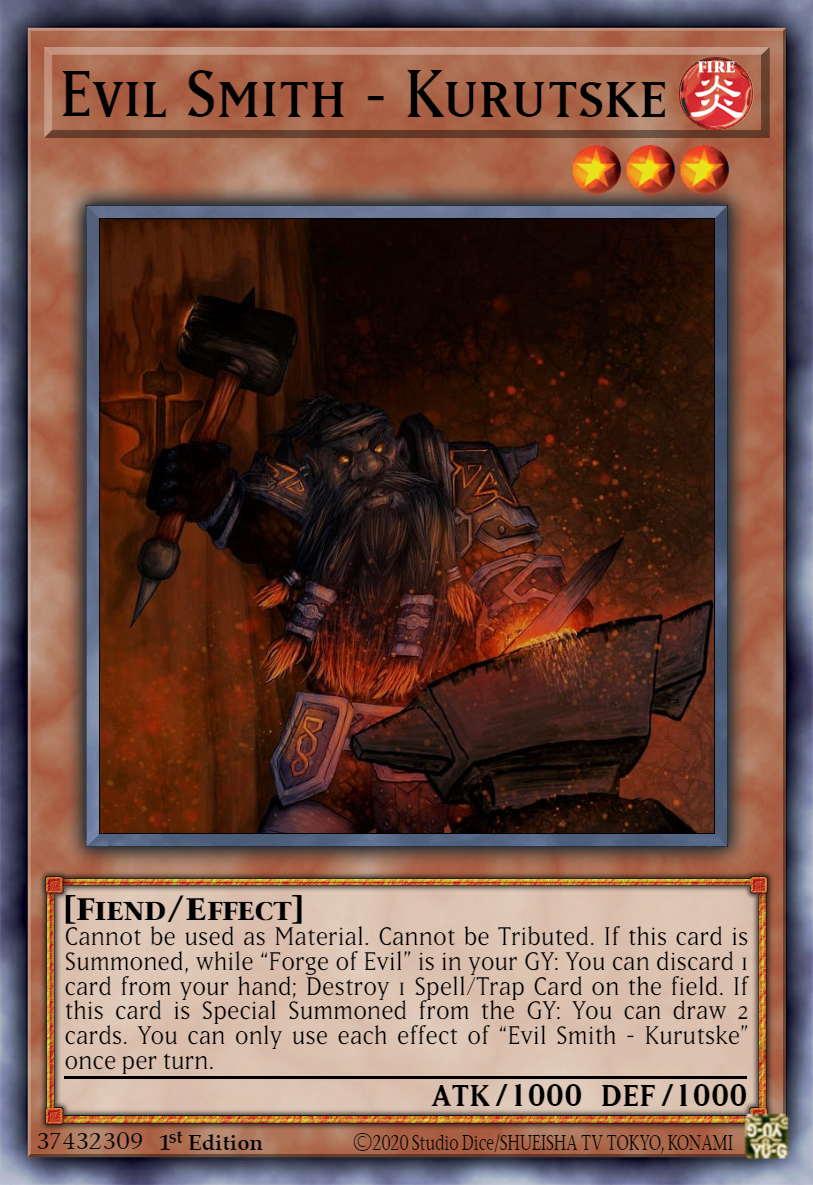 Evil Smith - Kurutske
FIRE
炎
[Fiend/Effect]
Cannot be used as Material. Cannot be Tributed. If this card is
Summoned, while “Forge of Evil” is in your GY: You can discard 1
card from your hand; Destroy 1 Spell/Trap Card on the field. If
this card is Special Summoned from the GY: You can draw 2
cards. You can only use each effect of “Evil Smith - Kurutske”
once per turn.
ATK/1000 DEF/1000
37432309 1st Edition ©2020 Studio Dice/SHUEISHA TV TOKYO, KONAMI